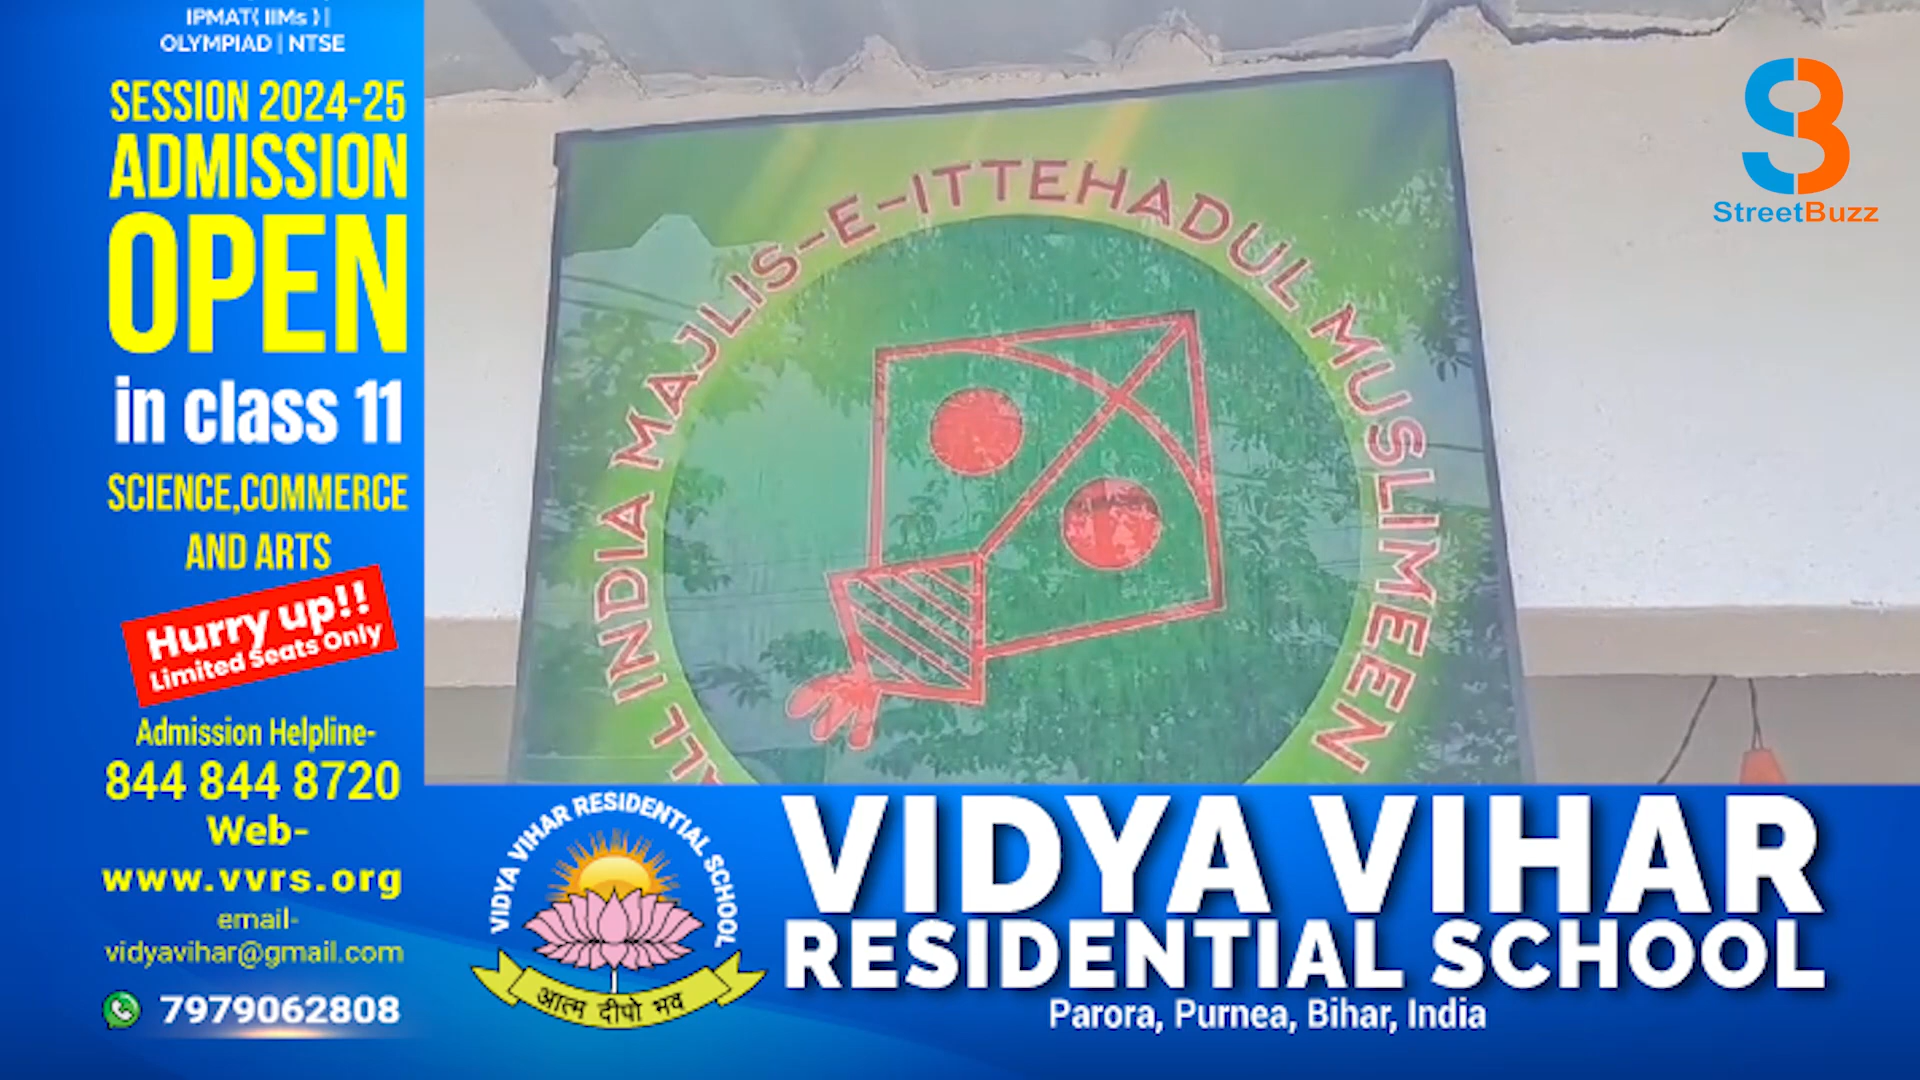 IPMAT( IIMs ) |
OLYMPIAD | NTSE
SESSION 2024-25
ADMISSION
OPEN
in class 11
SCIENCE,COMMERCE
AND ARTS
Hurry up!!
Limited Seats Only
Admission Helpline-
844 844 8720
Web-
www.vvrs.org
email-
vidyavihar@gmail.com
7979062808
ALL INDIA MAJLIS-E-ITTEHADUL MUSLIMEEN
StreetBuzz
VIDYA VIHAR RESIDENTIAL SCHOOL
आत्म दीपो भव
VIDYA VIHAR
RESIDENTIAL SCHOOL
Parora, Purnea, Bihar, India